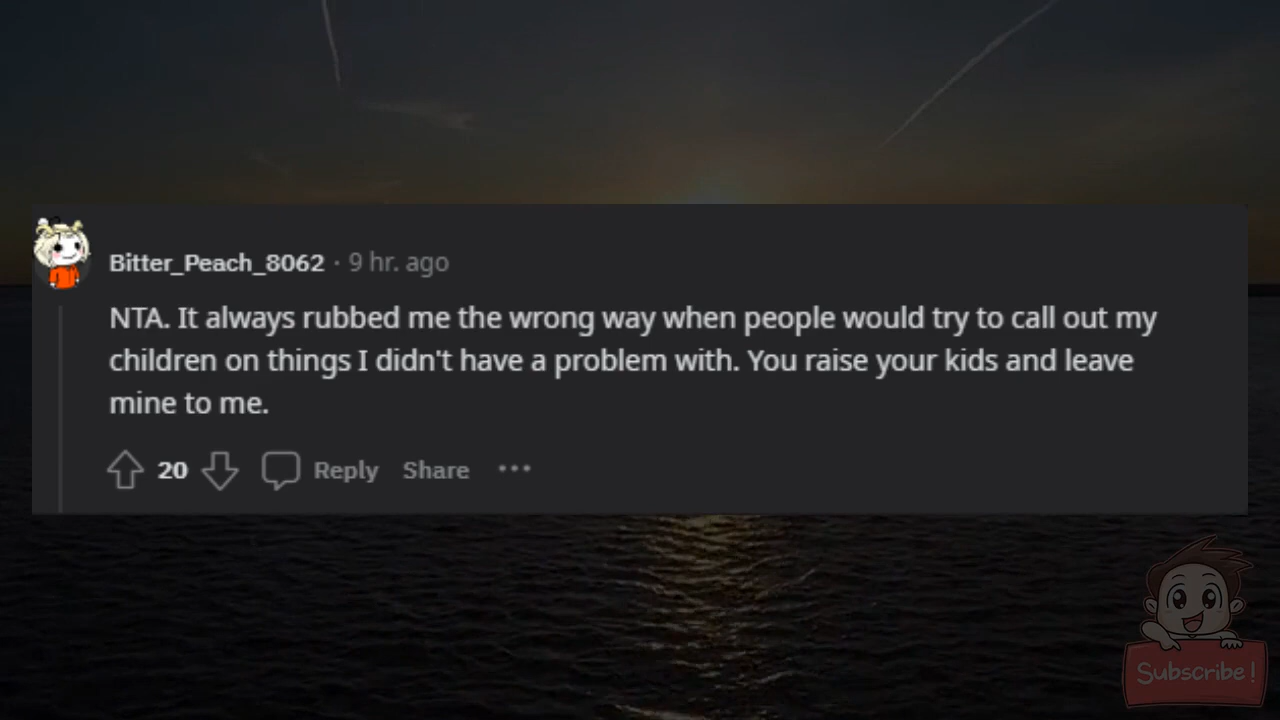 Bitter_Peach_8062 · 9 hr. ago
NTA. It always rubbed me the wrong way when people would try to call out my
children on things I didn't have a problem with. You raise your kids and leave
mine to me.
20 Reply Share ···
Subscribe!